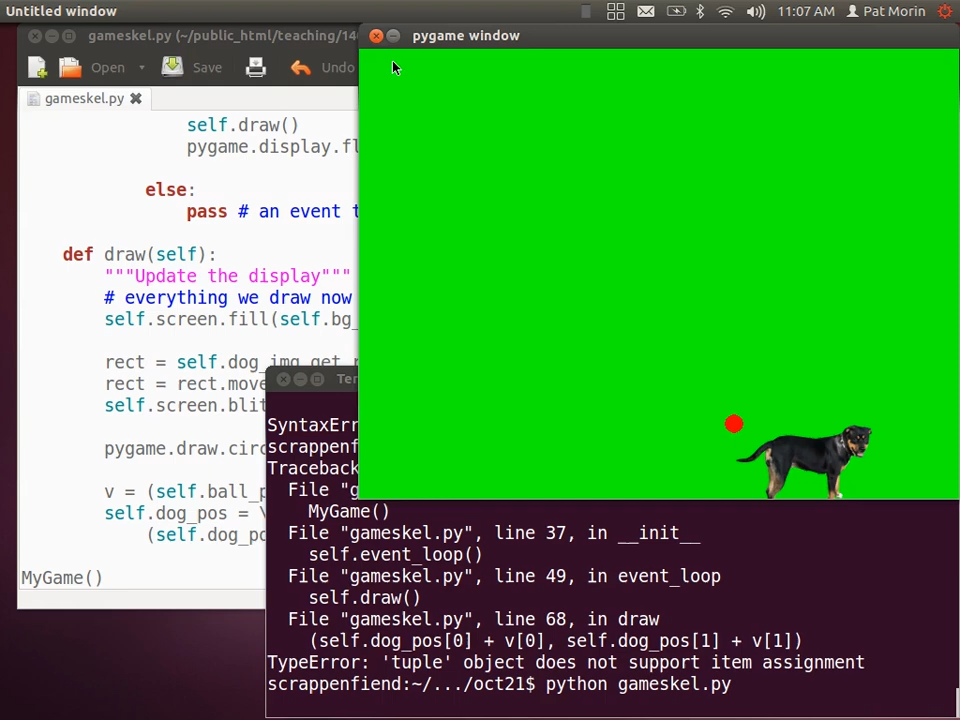 Untitled window
11:07 AM
Pat Morin
gameskel.py (~/public_html/teaching/14
pygame window
Open
Save
Undo
gameskel.py
self.draw()
pygame.display.fl
else:
pass # an event t
def draw(self):
"""Update the display"""
# everything we draw now
self.screen.fill(self.bg_
rect = self.dog_img.get_r
rect = rect.move
self.screen.blit
pygame.draw.circ
v = (self.ball_p
self.dog_pos = \
(self.dog_po
MyGame()
Te
SyntaxErr
scrappenf
Traceback
File "g
MyGame()
File "gameskel.py", line 37, in __init__
self.event_loop()
File "gameskel.py", line 49, in event_loop
self.draw()
File "gameskel.py", line 68, in draw
(self.dog_pos[0] + v[0], self.dog_pos[1] + v[1])
TypeError: 'tuple' object does not support item assignment
scrappenfiend:~/.../oct21$ python gameskel.py